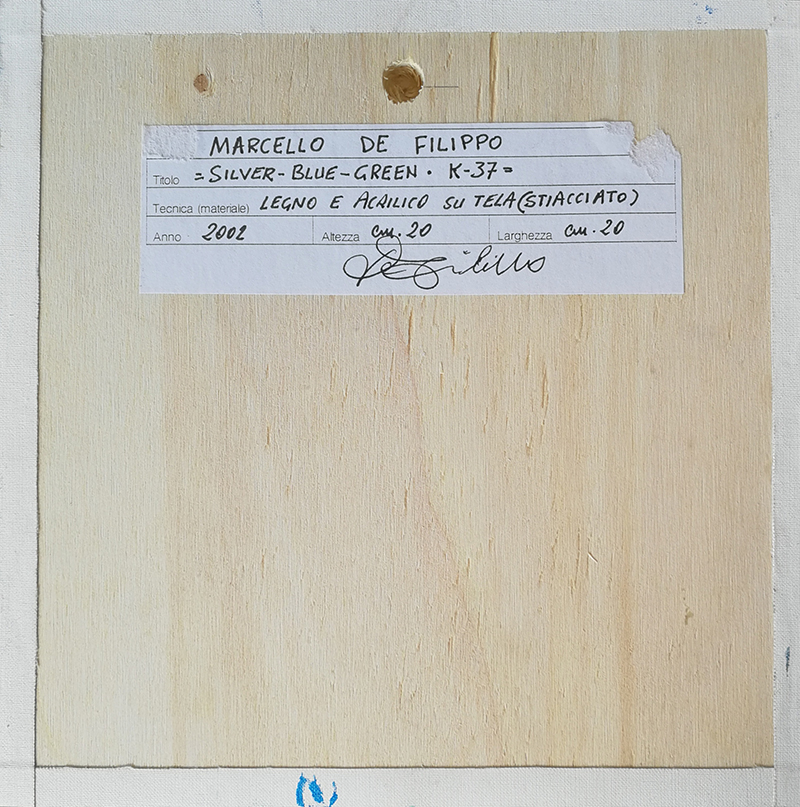 MARCELLO DE FILIPPO
Titolo =SILVER-BLUE-GREEN. K-37=
Tecnica (materiale) LEGNO E ACRILICO SU TELA(STIACCIATO)
Anno 2002 Altezza cm. 20 Larghezza cm. 20